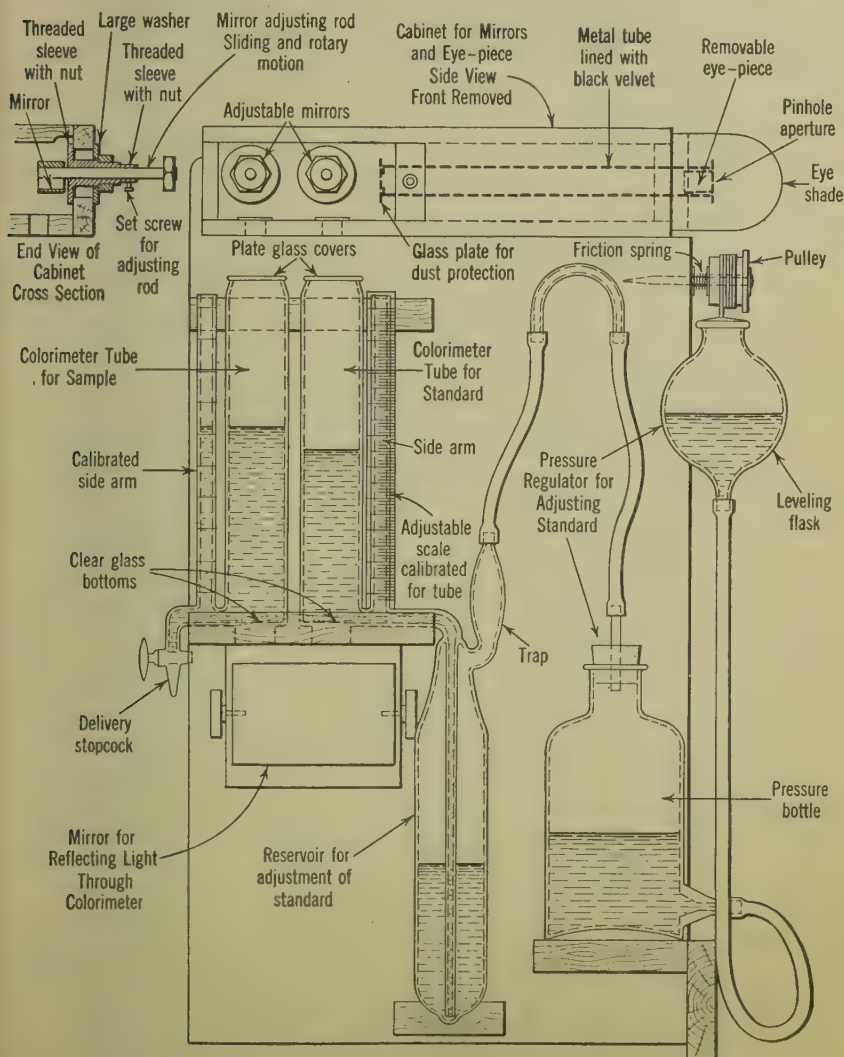 Threaded
sleeve
with nut
Large washer
Mirror adjusting rod
Sliding and rotary
motion
Threaded
sleeve
with nut
Mirror
Adjustable mirrors
Cabinet for Mirrors
and Eye-piece
Side View
Front Removed
Metal tube
lined with
black velvet
Removable
eye-piece
Pinhole
aperture
Eye
shade
End View of
Cabinet
Cross Section
Set screw
for
adjusting
rod
Plate glass covers
Glass plate for
dust protection
Friction spring
Pulley
Colorimeter Tube
for Sample
Colorimeter
Tube for
Standard
Calibrated
side arm
Side arm
Pressure
Regulator for
Adjusting
Standard
Leveling
flask
Adjustable
scale
calibrated
for tube
Clear glass
bottoms
Trap
Delivery
stopcock
Mirror for
Reflecting Light
Through
Colorimeter
Reservoir for
adjustment of
standard
Pressure
bottle